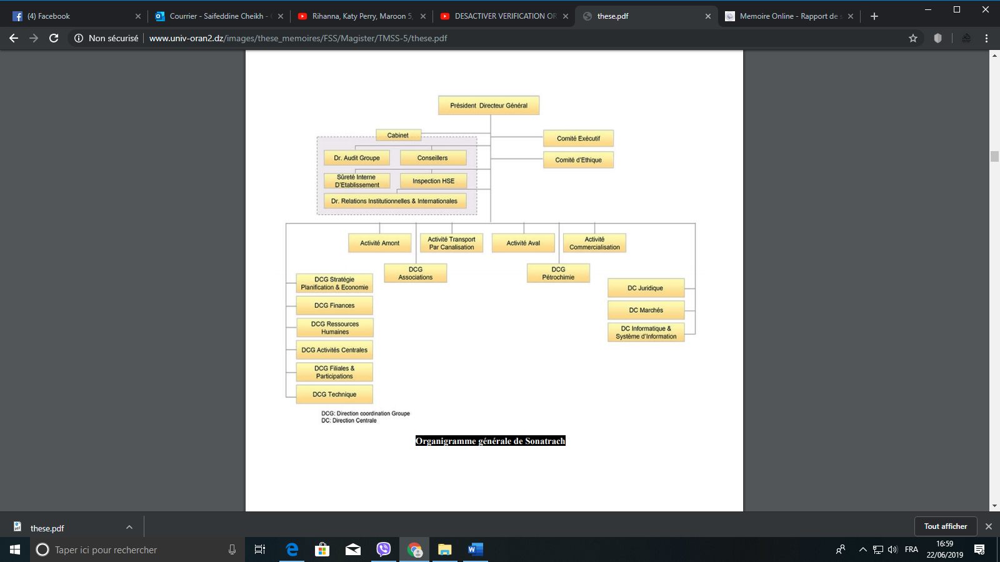 (4) Facebook
Courrier - Saifeddine Cheikh -
Rihanna, Katy Perry, Maroon 5,
DESACTIVER VERIFICATION OR
these.pdf
Memoire Online - Rapport de s
Non sécurisé
www.univ-oran2.dz/images/these_memoires/FSS/Magister/TMSS-5/these.pdf
Président Directeur Général
Cabinet
Comité Exécutif
Dr. Audit Groupe
Conseillers
Comité d'Ethique
Sûreté Interne
D'Etablissement
Inspection HSE
Dr. Relations Institutionnelles & Internationales
Activité Amont
Activité Transport
Par Canalisation
Activité Aval
Activité
Commercialisation
DCG
Associations
DCG
Pétrochimie
DCG Stratégie
Planification & Economie
DCG Finances
DCG Ressources
Humaines
DCG Activités Centrales
DCG Filiales &
Participations
DCG Technique
DC Juridique
DC Marchés
DC Informatique &
Système d'Information
DCG: Direction coordination Groupe
DC: Direction Centrale
Organigramme générale de Sonatrach
these.pdf
Tout afficher
Taper ici pour rechercher
FRA
16:59
22/06/2019